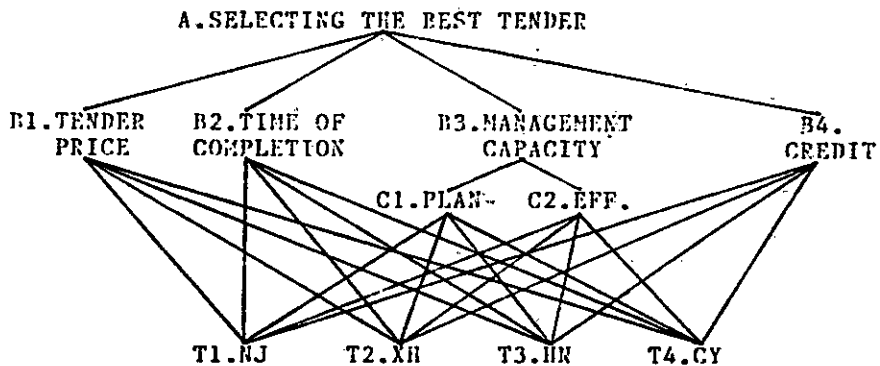 A.SELECTING THE BEST TENDER
B1.TENDER PRICE
B2.TIME OF COMPLETION
B3.MANAGEMENT CAPACITY
B4. CREDIT
C1.PLAN-
C2.EFF.
T1.NJ
T2.XH
T3.HN
T4.CY